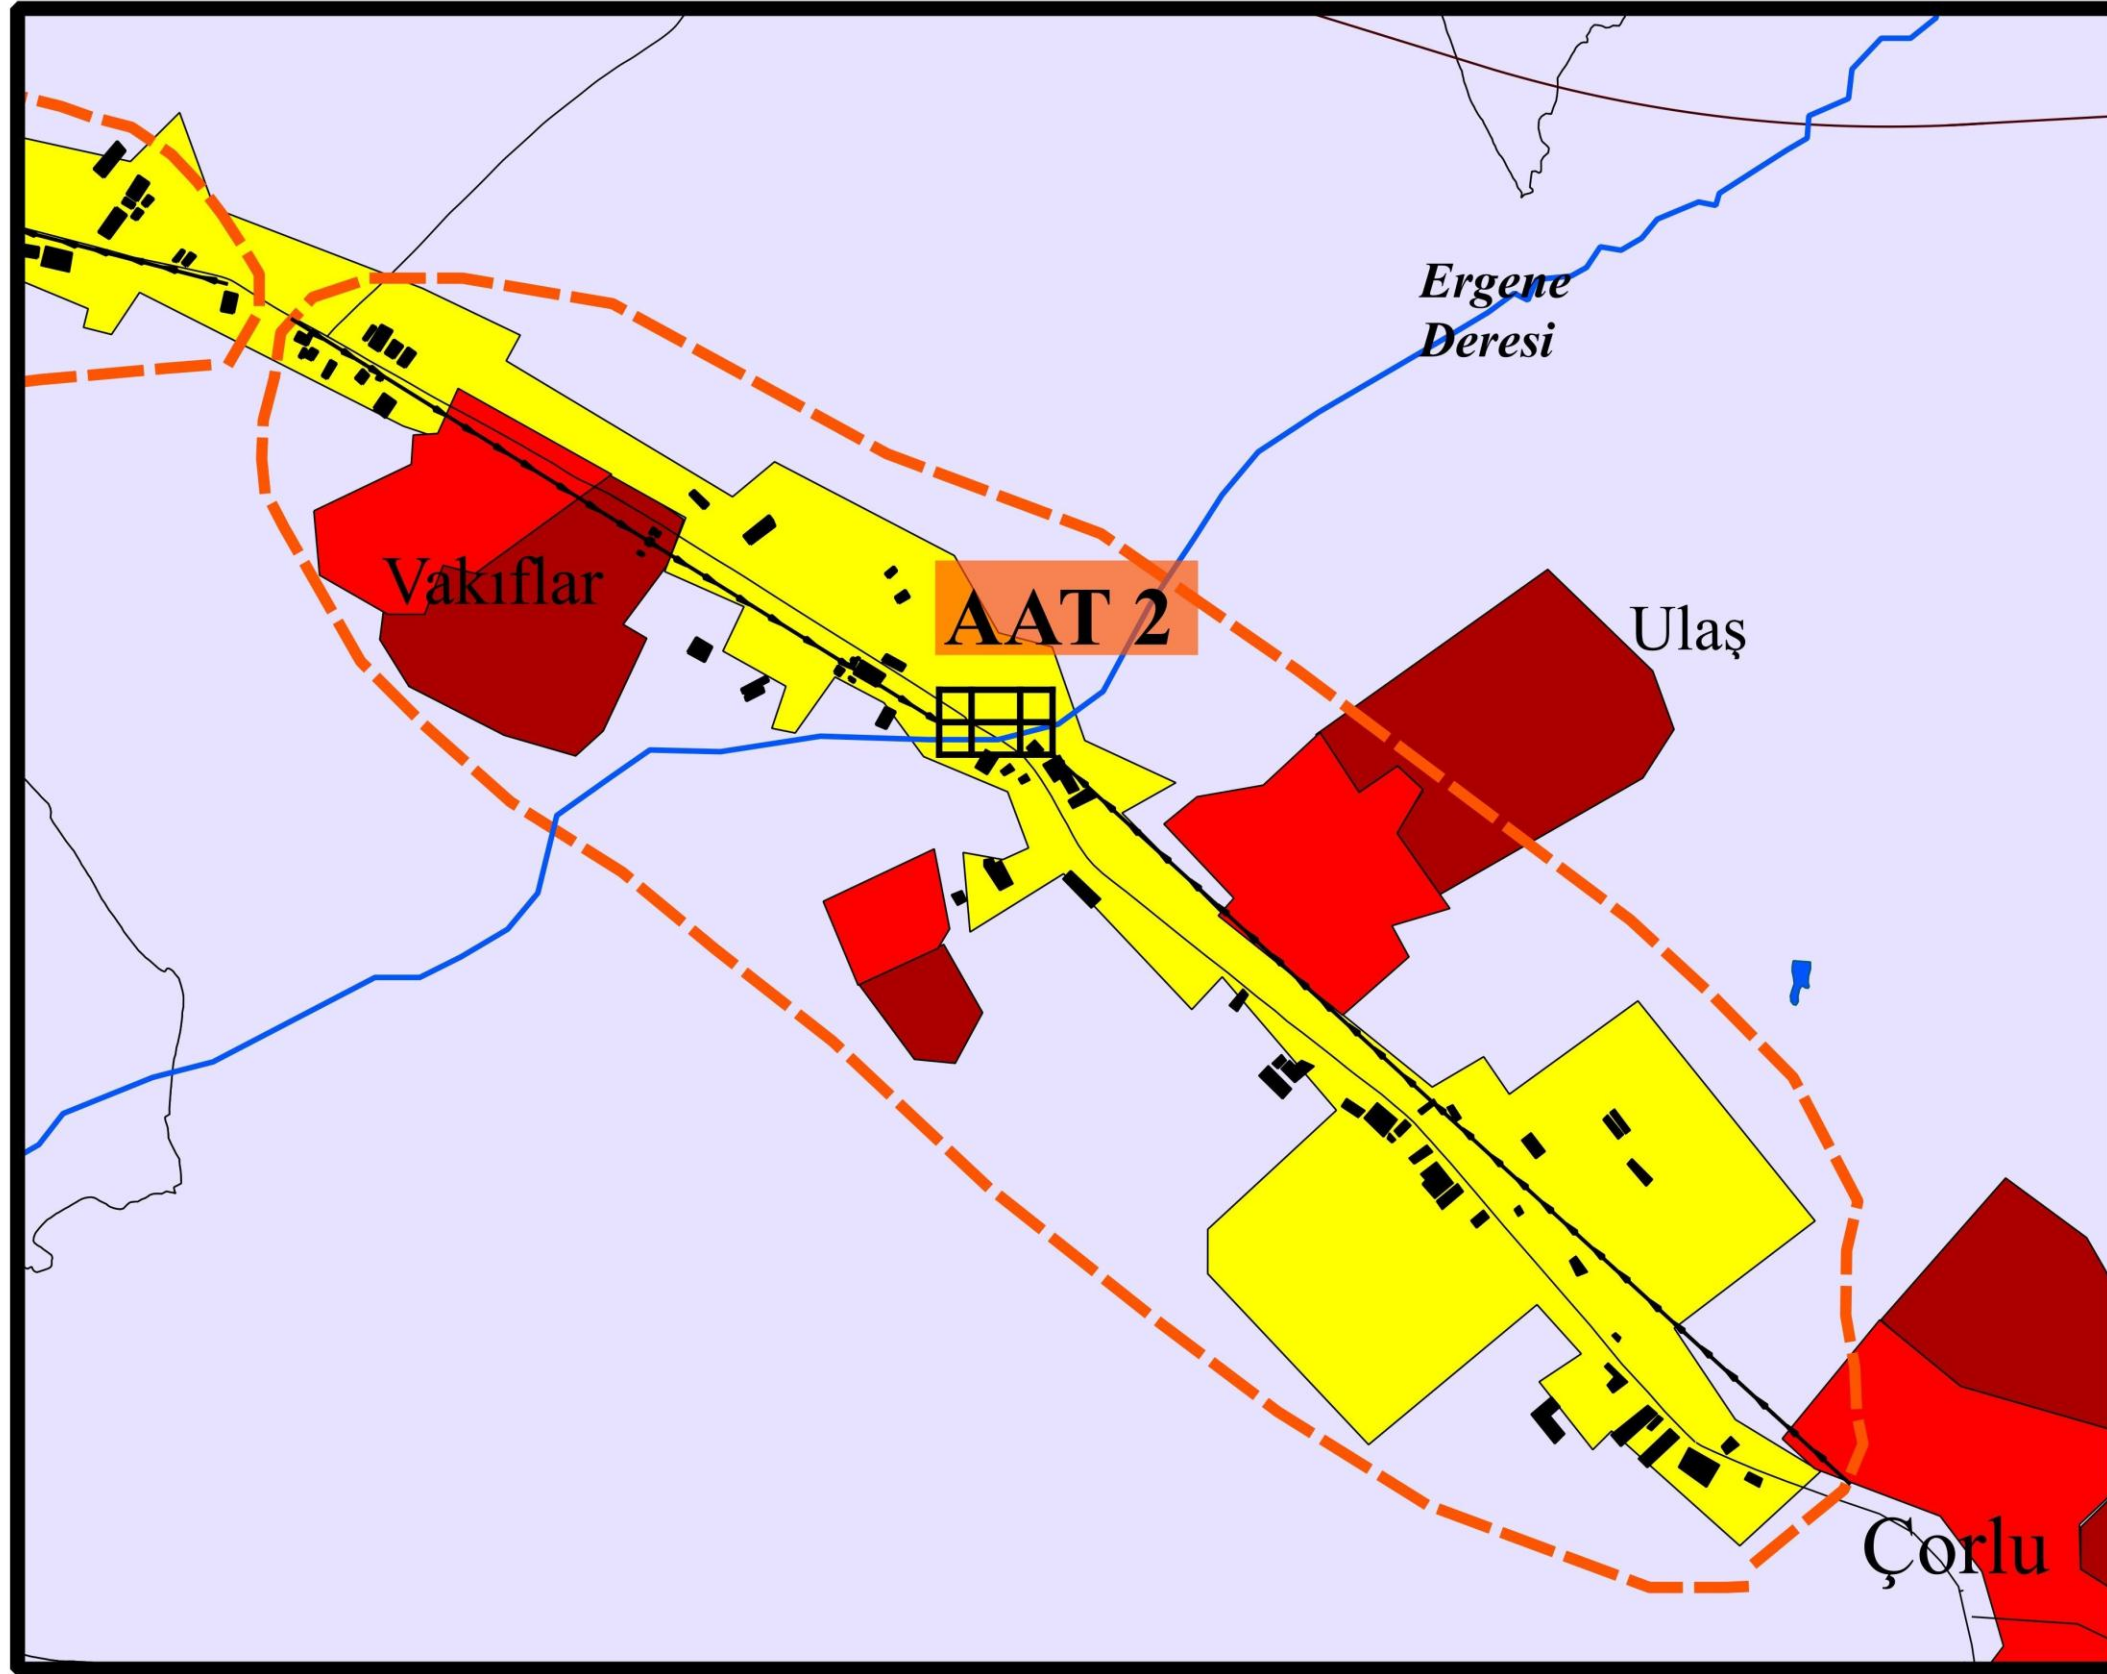 Ergene
Deresi
Vakıflar
AAT 2
Ulaş
Çorlu